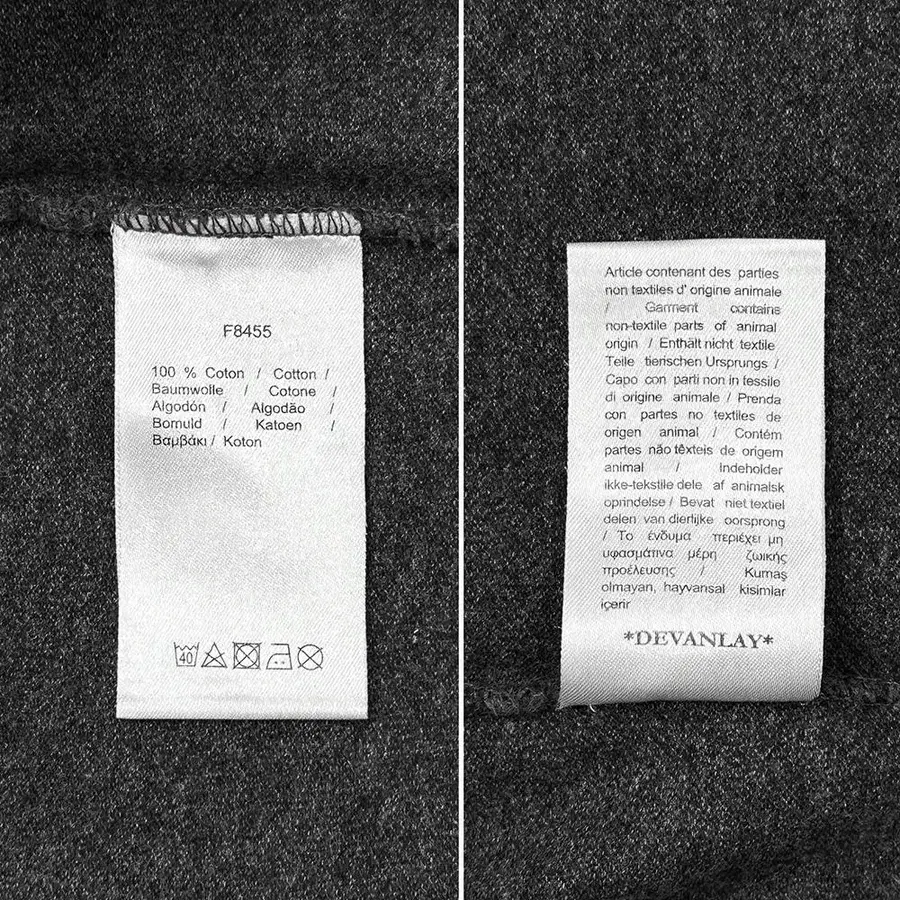 F8455
100 % Coton / Cotton /
Baumwolle / Cotone /
Algodón / Algodão /
Bomuld / Katoen /
Βαμβάκι / Koton
40
Article contenant des parties
non textiles d' origine animale
/ Garment contains
non-textile parts of animal
origin / Enthält nicht textile
Teile tierischen Ursprungs /
Capo con parti non in tessile
di origine animale / Prenda
con partes no textiles de
origen animal / Contém
partes não têxteis de origem
animal / Indeholder
ikke-tekstile dele af animalsk
oprindelse / Bevat niet textiel
delen van dierlijke oorsprong
/ Το ένδυμα περιέχει μη
υφασμάτινα μέρη ζωικής
προέλευσης / Kumaş
olmayan, hayvansal kisimlar
içerir
*DEVANLAY*